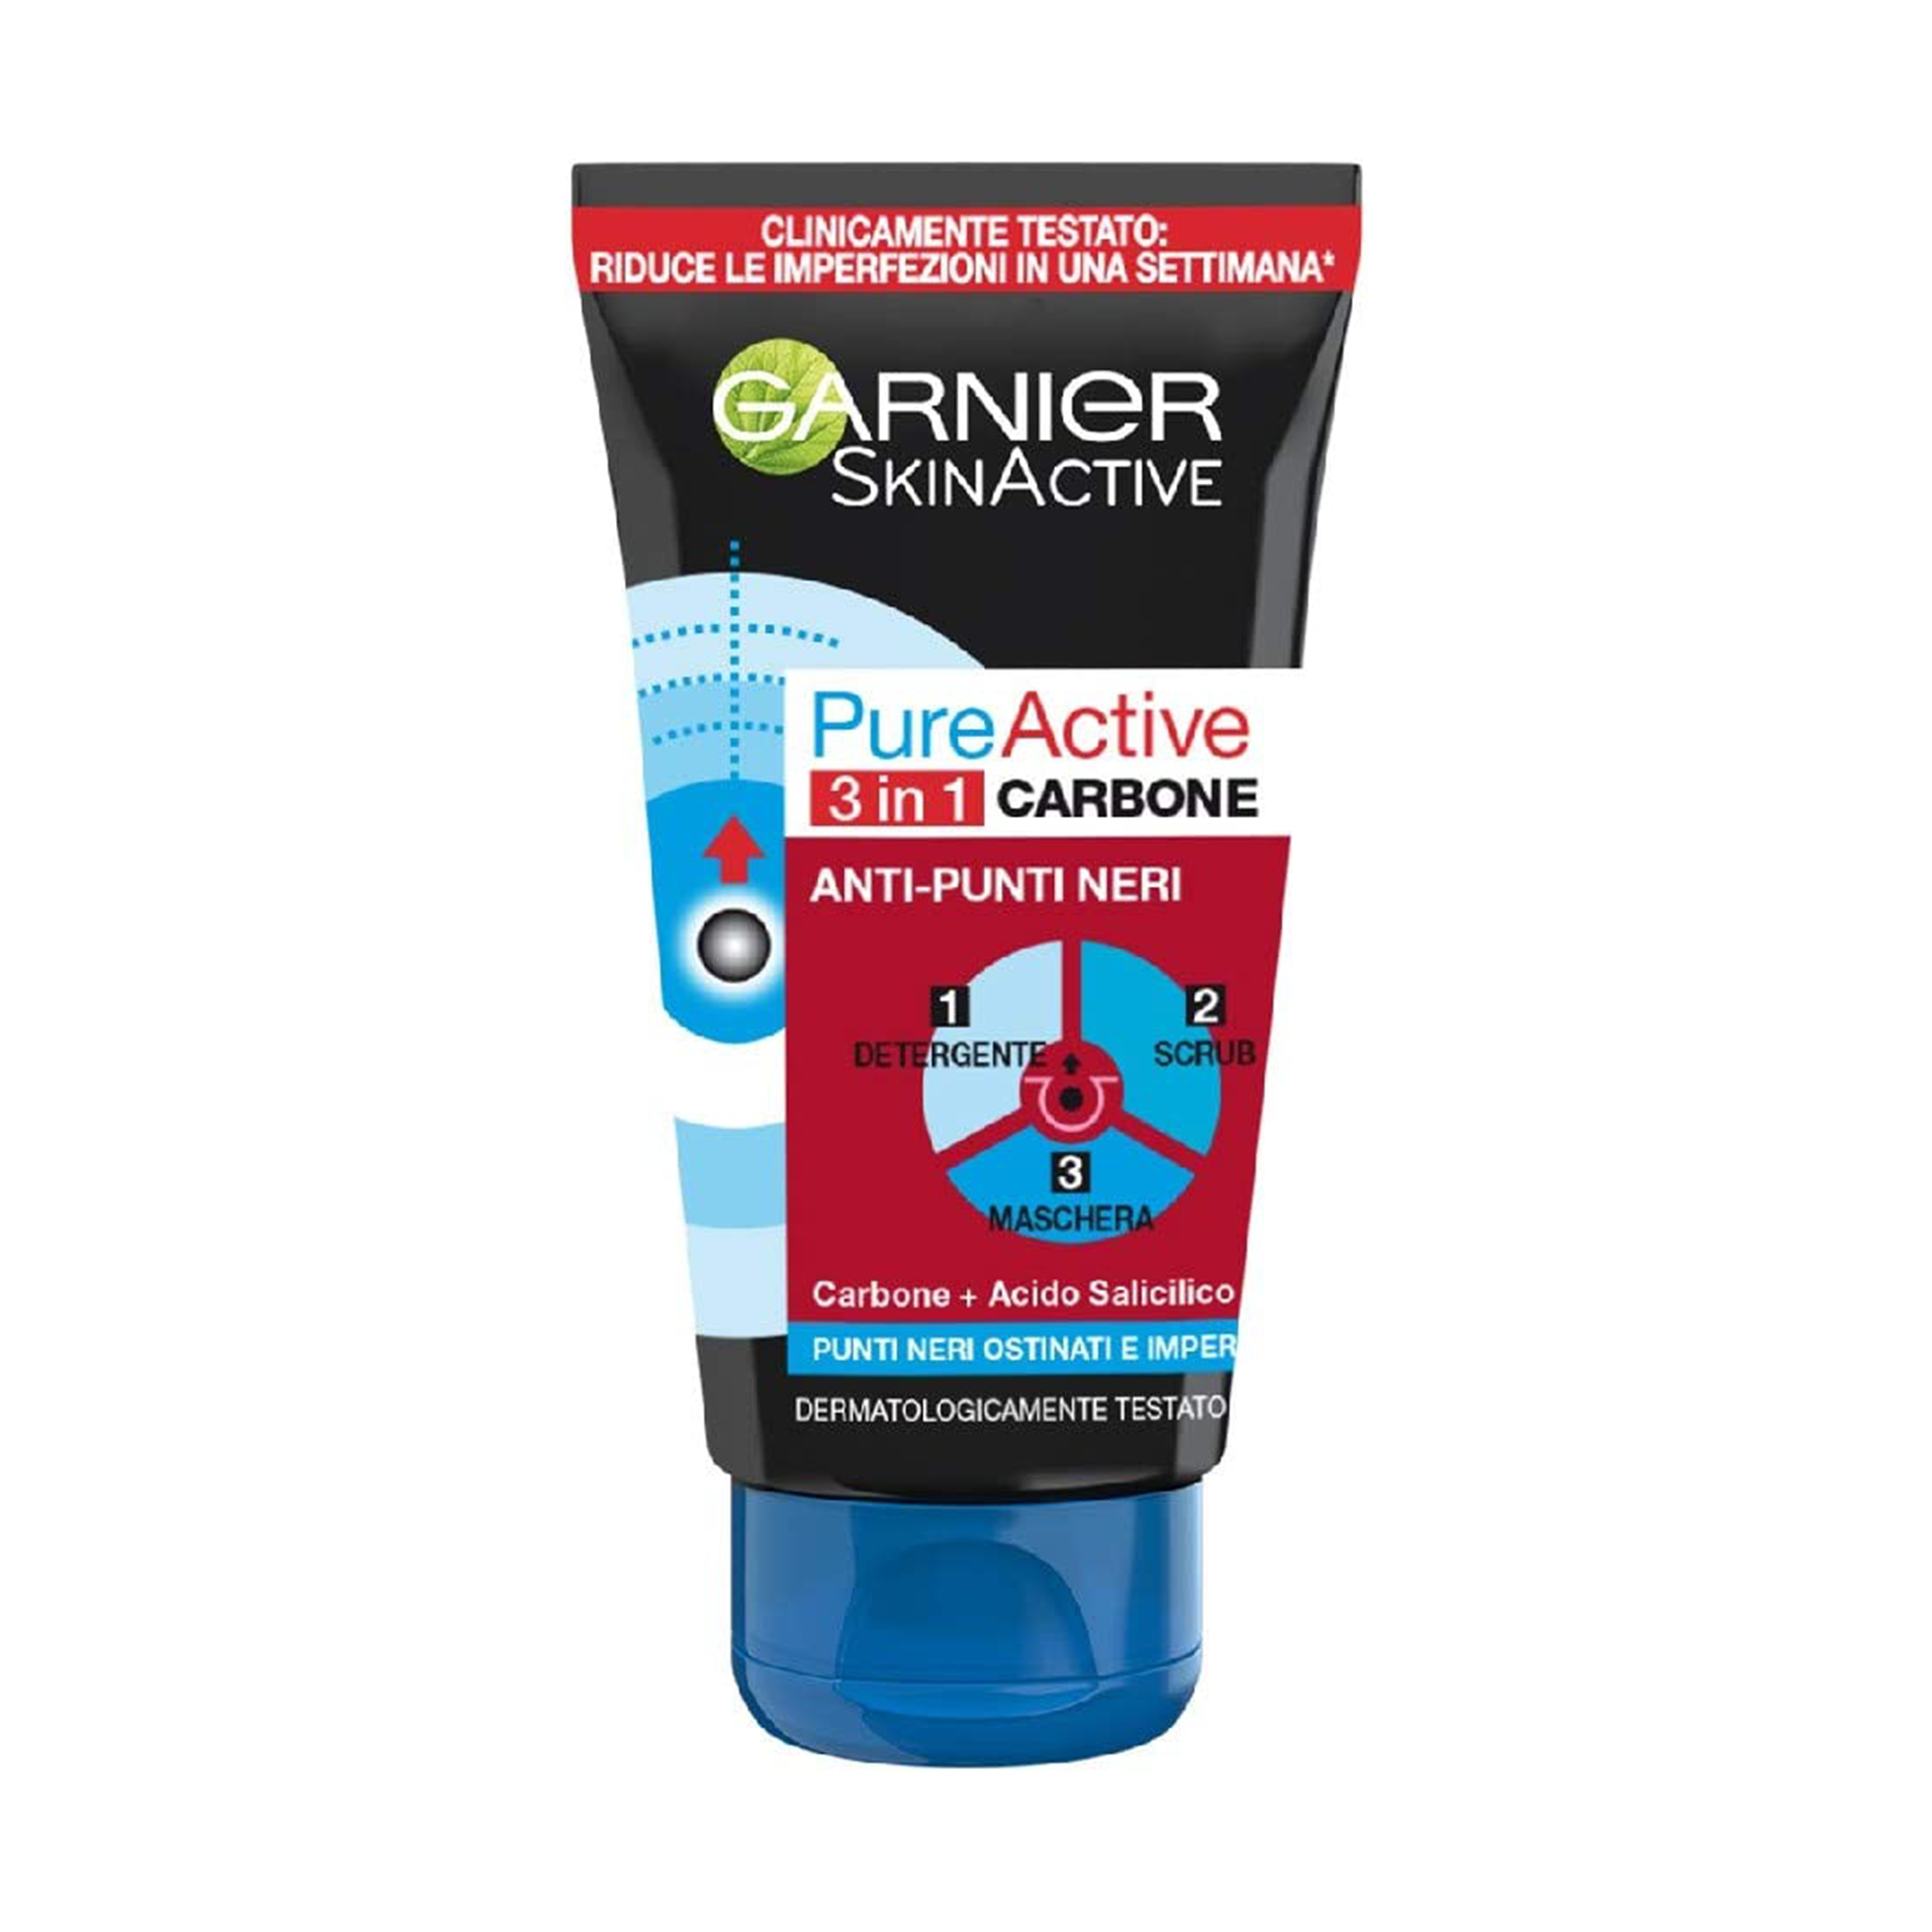 CLINICAMENTE TESTATO:
RIDUCE LE IMPERFEZIONI IN UNA SETTIMANA*
GARNIER
SKINACTIVE
PureActive
3 in 1 CARBONE
ANTI-PUNTI NERI
1
DETERGENTE
2
SCRUB
3
MASCHERA
Carbone + Acido Salicilico
PUNTI NERI OSTINATI E IMPER
DERMATOLOGICAMENTE TESTATO